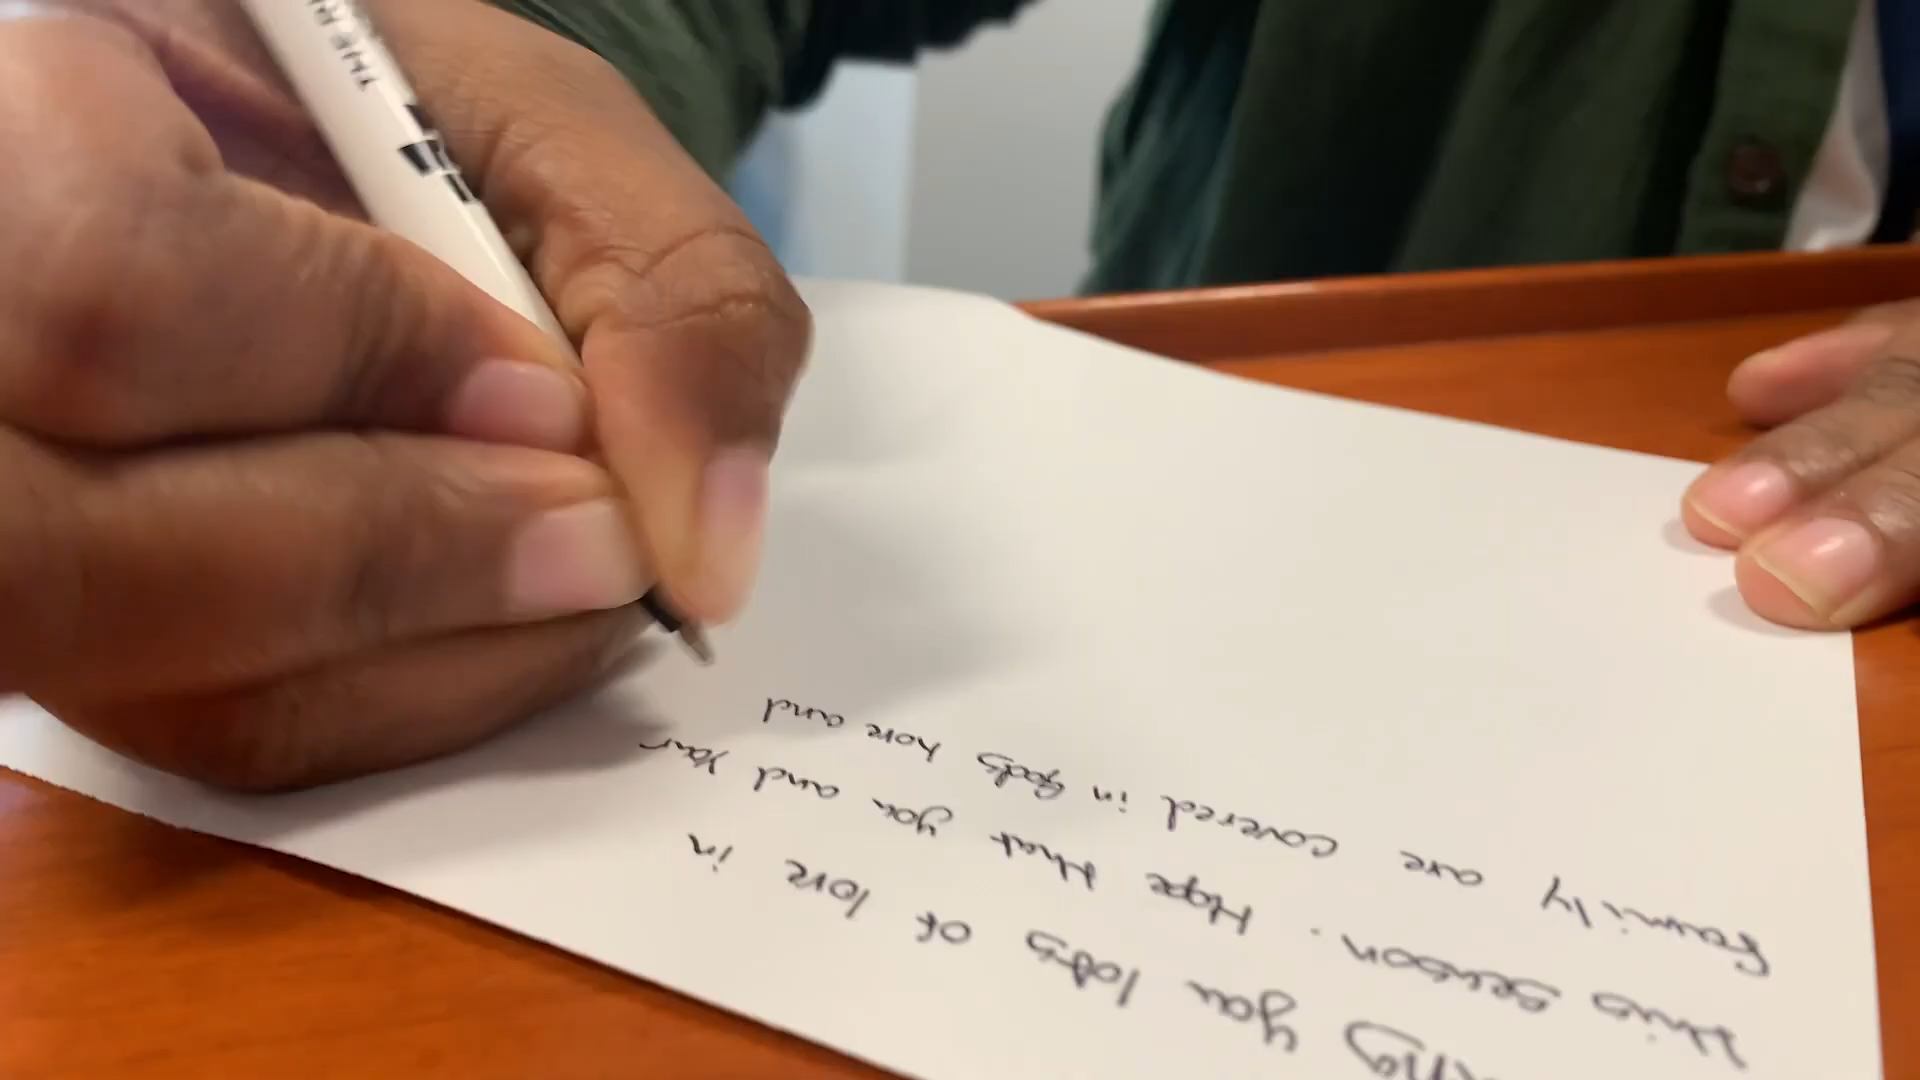 you lots of love in
this season. Hope that you and your
family are covered in Gods love and
THER